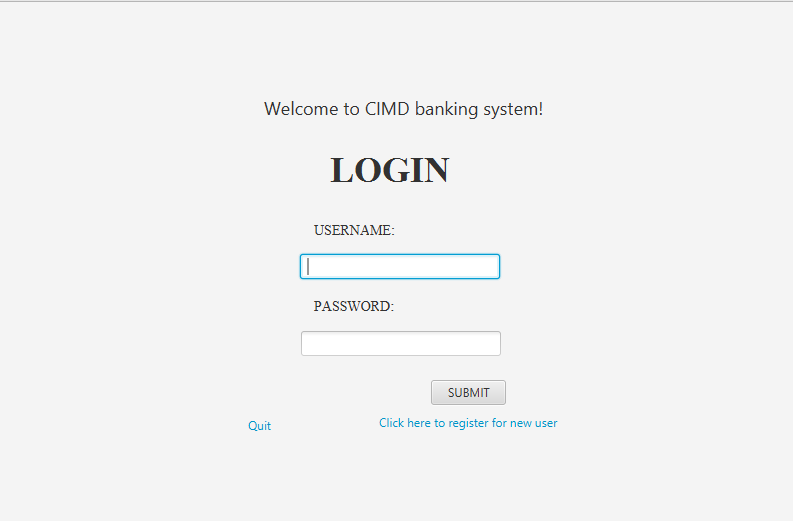 Welcome to CIMD banking system!
LOGIN
USERNAME:
PASSWORD:
SUBMIT
Quit
Click here to register for new user